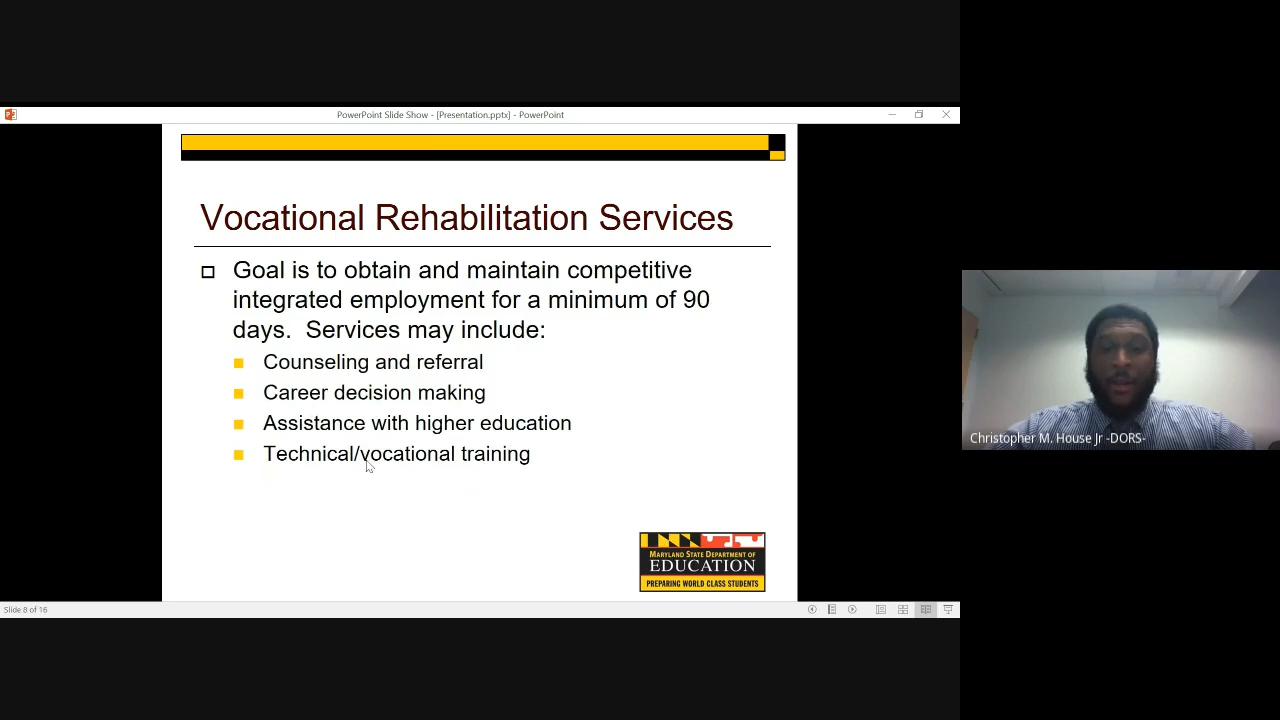 PowerPoint Slide Show - [Presentation.pptx] - PowerPoint
Vocational Rehabilitation Services
Goal is to obtain and maintain competitive
integrated employment for a minimum of 90
days.  Services may include:
Counseling and referral
Career decision making
Assistance with higher education
Technical/vocational training
MARYLAND STATE DEPARTMENT OF
EDUCATION
PREPARING WORLD CLASS STUDENTS
Slide 8 of 16
Christopher M. House Jr -DORS-